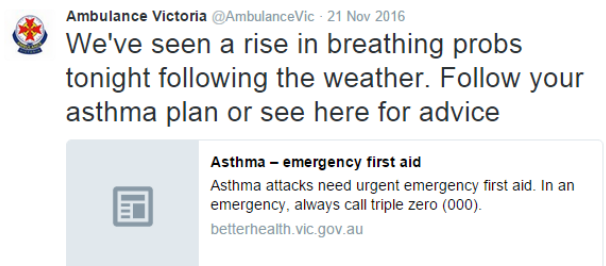 Ambulance Victoria @AmbulanceVic · 21 Nov 2016
We've seen a rise in breathing probs
tonight following the weather. Follow your
asthma plan or see here for advice
Asthma – emergency first aid
Asthma attacks need urgent emergency first aid. In an
emergency, always call triple zero (000).
betterhealth.vic.gov.au